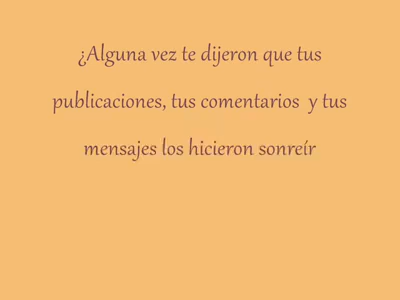 ¿Alguna vez te dijeron que tus
publicaciones, tus comentarios y tus
mensajes los hicieron sonreír